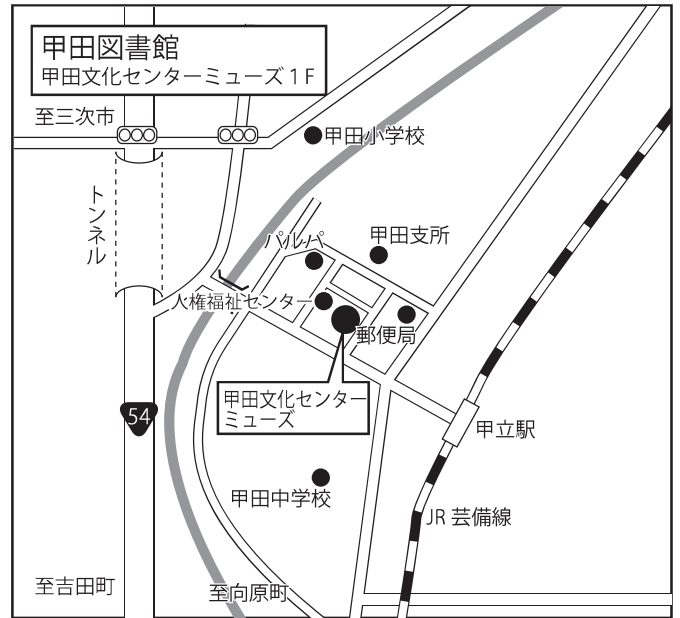 甲田図書館
甲田文化センターミューズ1F
至三次市
甲田小学校
トンネル
パルパ
甲田支所
人権福祉センター
郵便局
甲田文化センター
ミューズ
54
甲立駅
甲田中学校
JR 芸備線
至吉田町
至向原町